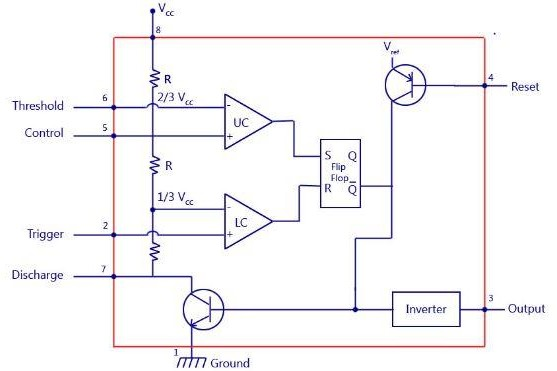 Vcc
8
R
Vref
4
Reset
Threshold
6
2/3 Vcc
-
UC
Control
5
+
S Q
Flip
Flop
R Q̅
R
1/3 Vcc
-
LC
Trigger
2
+
Discharge
7
Inverter
3
Output
1
Ground